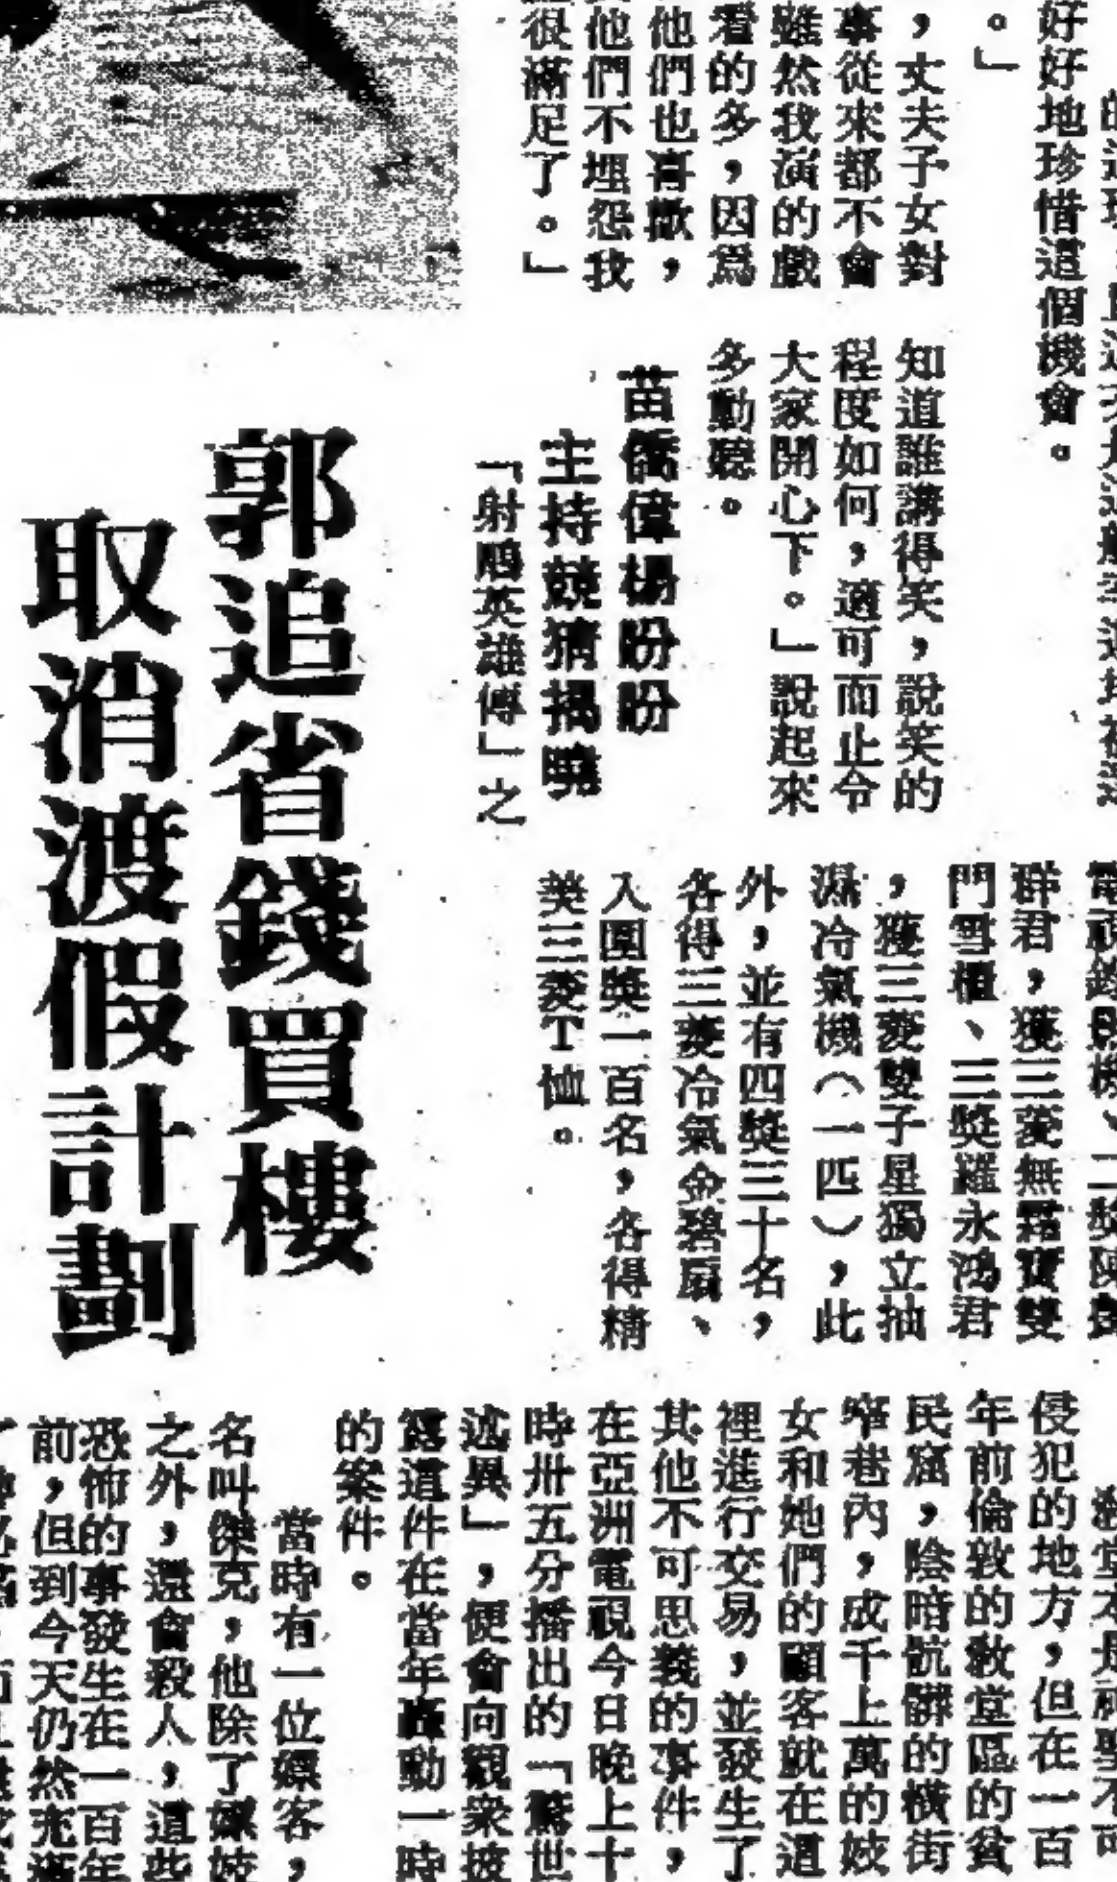 好好地珍惜這個機會。
。」
，丈夫子女對
事從來都不會
雖然我演的戲
看的多，因爲
他們也喜歡，
他們不埋怨我
很滿足了。」
知道誰講得笑，說笑的
程度如何，適可而止令
大家開心下。」說起來
多動聽。
苗僑偉楊盼盼
主持競猜揭曉
「射鵰英雄傳」之
群君，獲三菱無霜寶雙
門雪櫃、三獎羅永鴻君
，獲三菱雙子星獨立抽
濕冷氣機（一匹），此
外，並有四獎三十名，
各得三菱冷氣金碧扇、
入圍獎一百名，各得精
美三菱T恤。
郭追省錢買樓
取消渡假計劃
侵犯的地方，但在一百
年前倫敦的敎堂區的貧
民窟，陰暗骯髒的橫街
窄巷內，成千上萬的妓
女和她們的顧客就在這
裡進行交易，並發生了
其他不可思議的事件，
在亞洲電視今日晚上十
時卅五分播出的「驚世
述異」，便會向觀衆披
露這件在當年轟動一時
的案件。
當時有一位嫖客，
名叫傑克，他除了嫖妓
之外，還會殺人，這些
恐怖的事發生在一百年
前，但到今天仍然充滿